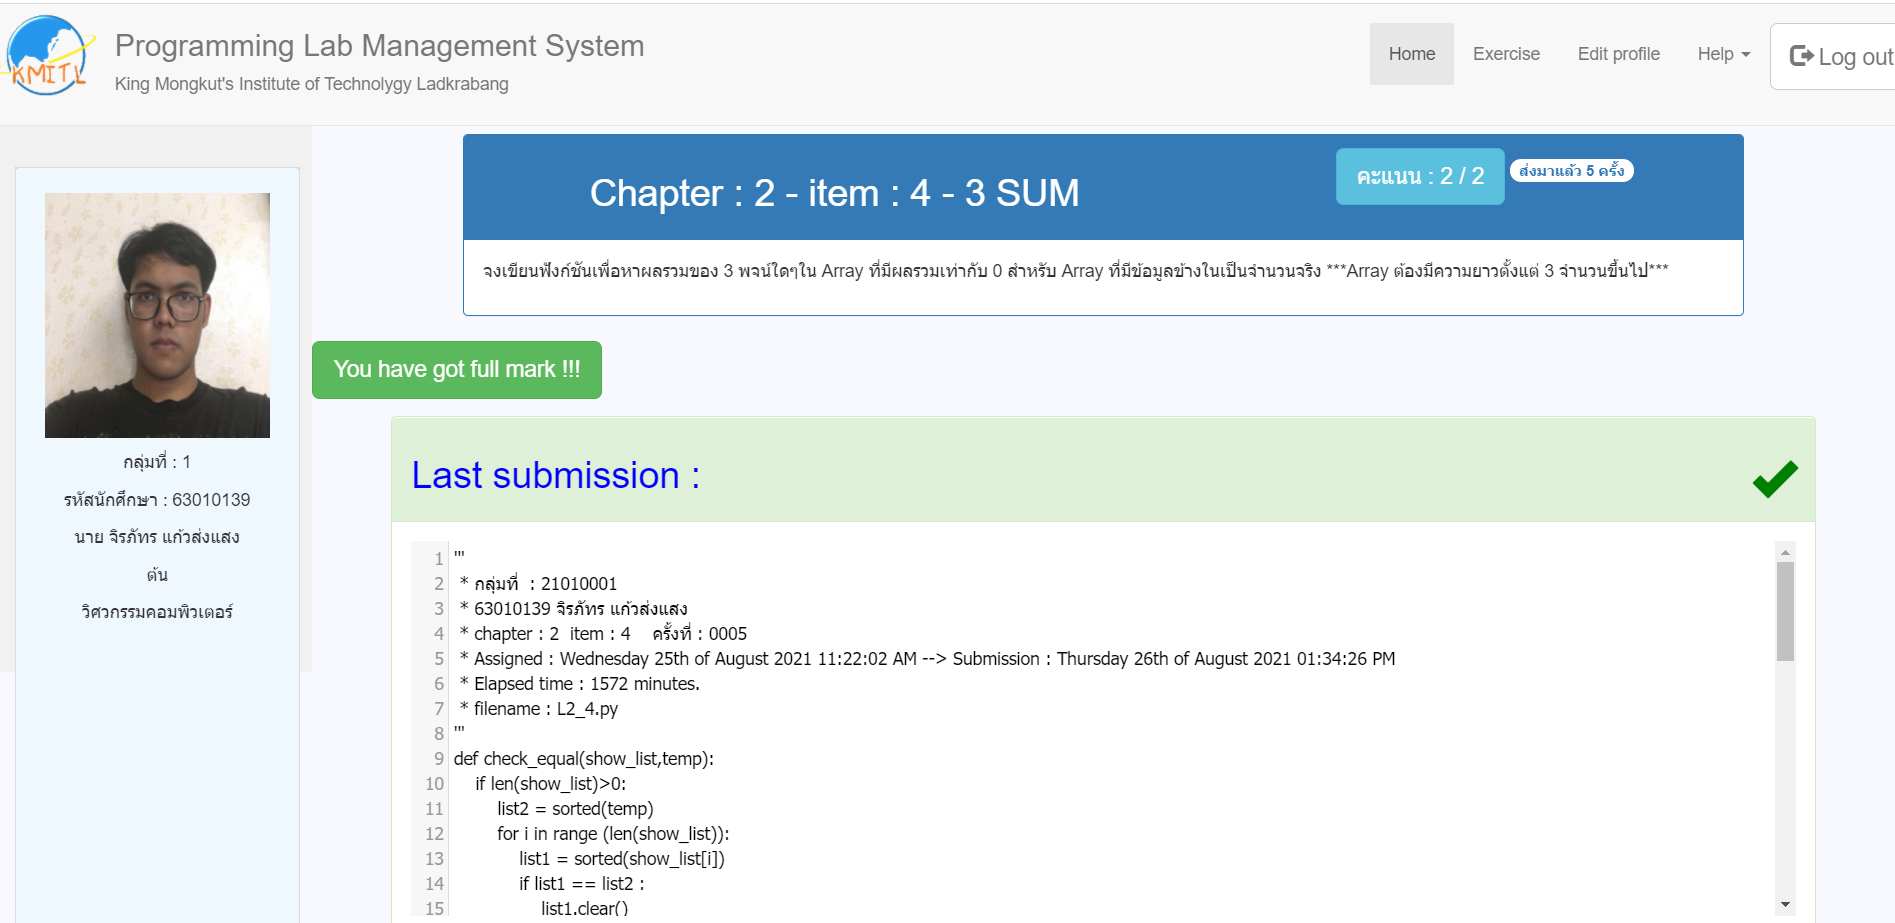 KMITL
Programming Lab Management System
King Mongkut's Institute of Technolygy Ladkrabang
Home
Exercise
Edit profile
Help
Log out
Chapter : 2 - item : 4 - 3 SUM
คะแนน : 2 / 2
ส่งมาแล้ว 5 ครั้ง
จงเขียนฟังก์ชันเพื่อหาผลรวมของ 3 พจน์ใดๆใน Array ที่มีผลรวมเท่ากับ 0 สำหรับ Array ที่มีข้อมูลข้างในเป็นจำนวนจริง ***Array ต้องมีความยาวตั้งแต่ 3 จำนวนขึ้นไป***
You have got full mark !!!
กลุ่มที่ : 1
รหัสนักศึกษา : 63010139
นาย จิรภัทร แก้วส่งแสง
ต้น
วิศวกรรมคอมพิวเตอร์
Last submission :
1 '''
2 * กลุ่มที่ : 21010001
3 * 63010139 จิรภัทร แก้วส่งแสง
4 * chapter : 2 item : 4 ครั้งที่ : 0005
5 * Assigned : Wednesday 25th of August 2021 11:22:02 AM --> Submission : Thursday 26th of August 2021 01:34:26 PM
6 * Elapsed time : 1572 minutes.
7 * filename : L2_4.py
8 '''
9 def check_equal(show_list,temp):
10 if len(show_list)>0:
11 list2 = sorted(temp)
12 for i in range (len(show_list)):
13 list1 = sorted(show_list[i])
14 if list1 == list2 :
15 list1.clear()